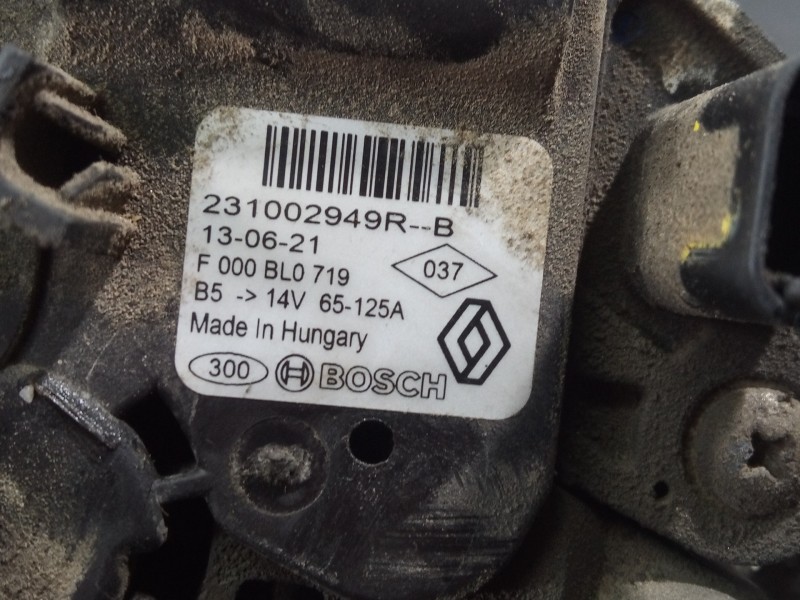 231002949R--B
13-06-21
F 000 BL0 719
037
B5 -> 14V 65-125A
Made In Hungary
300 BOSCH